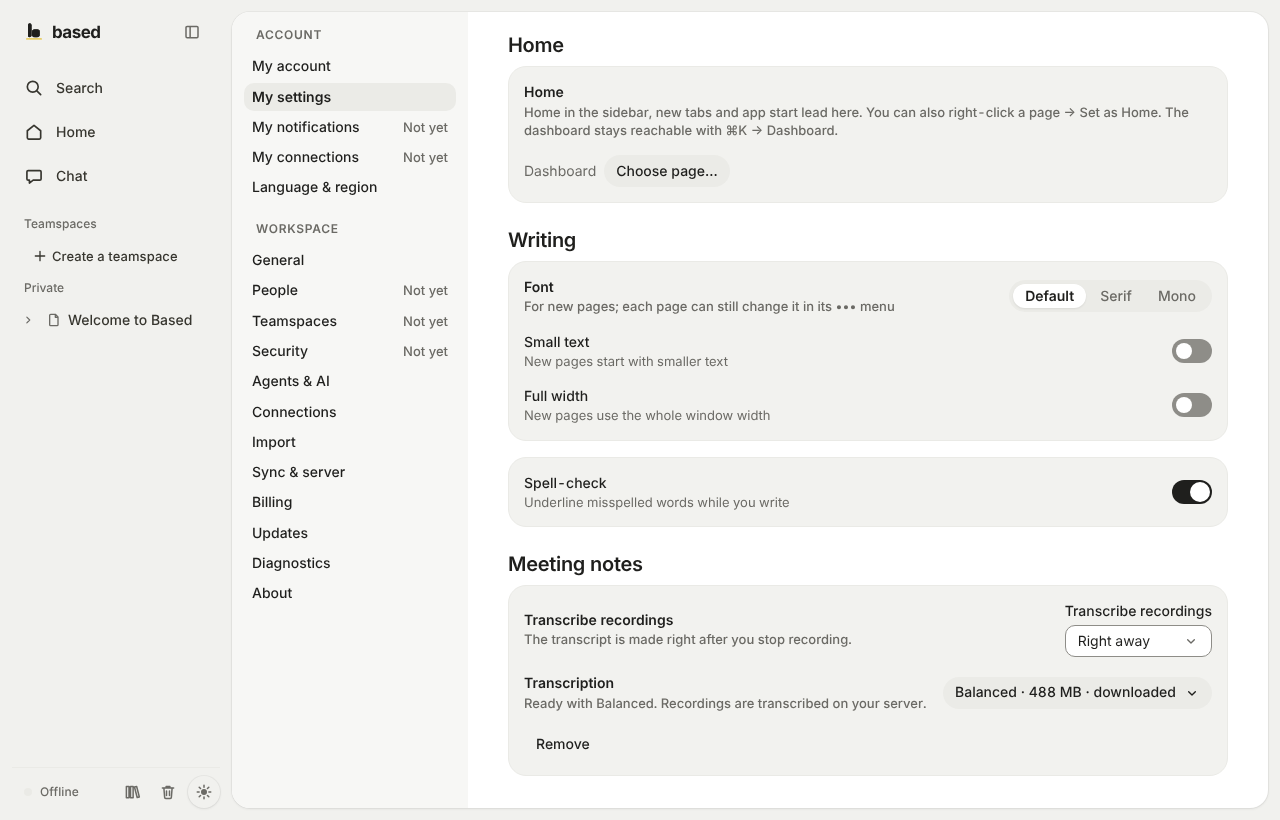 based
Search
Home
Chat
Teamspaces
Create a teamspace
Private
Welcome to Based
Offline
ACCOUNT
My account
My settings
My notifications Not yet
My connections Not yet
Language & region
WORKSPACE
General
People Not yet
Teamspaces Not yet
Security Not yet
Agents & AI
Connections
Import
Sync & server
Billing
Updates
Diagnostics
About
Home
Home
Home in the sidebar, new tabs and app start lead here. You can also right-click a page → Set as Home. The
dashboard stays reachable with ⌘K → Dashboard.
Dashboard Choose page...
Writing
Font
For new pages; each page can still change it in its ••• menu
Default Serif Mono
Small text
New pages start with smaller text
Full width
New pages use the whole window width
Spell-check
Underline misspelled words while you write
Meeting notes
Transcribe recordings
The transcript is made right after you stop recording.
Transcribe recordings
Right away
Transcription
Ready with Balanced. Recordings are transcribed on your server.
Balanced · 488 MB · downloaded
Remove